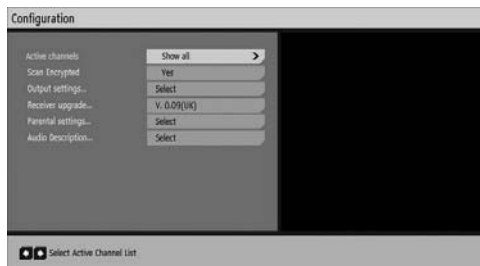 Configuration
Active channels Show all
Scan Encrypted Yes
Output settings... Select
Receiver upgrade... V. 0.09(UK)
Parental settings... Select
Audio Description... Select
Select Active Channel List